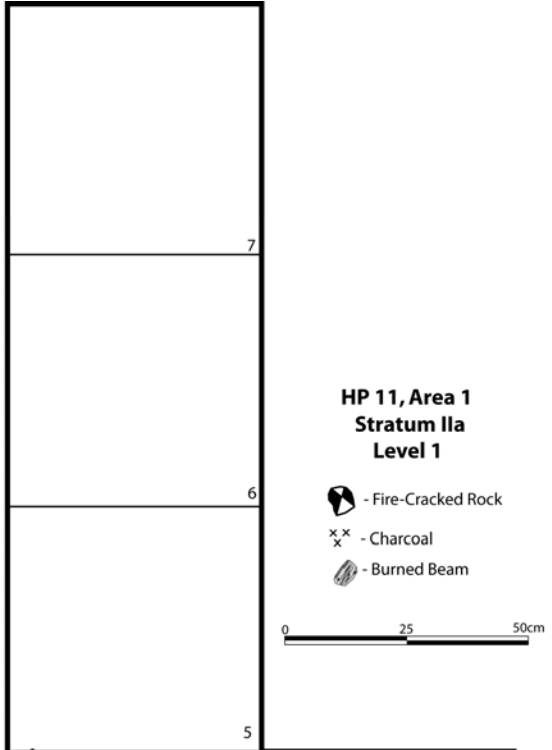 7
6
5
HP 11, Area 1
Stratum IIa
Level 1
- Fire-Cracked Rock
- Charcoal
- Burned Beam
0 25 50cm